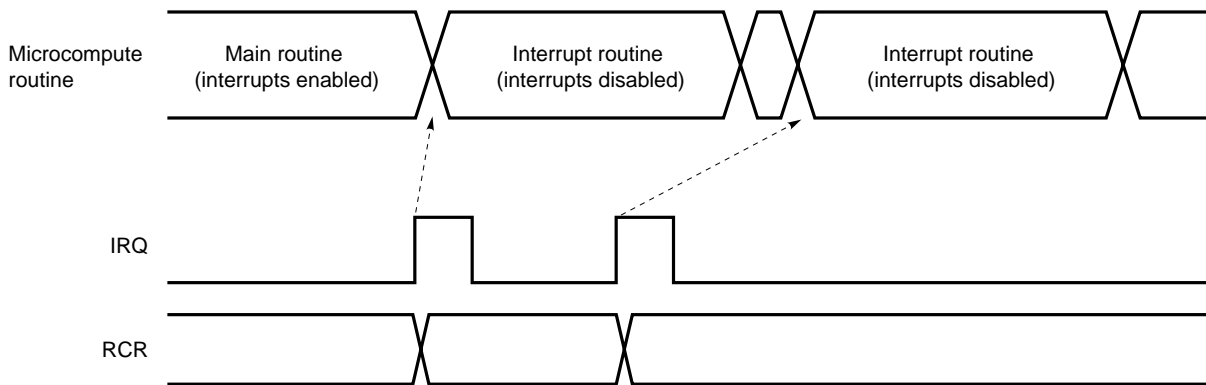 Microcompute
routine
Main routine
(interrupts enabled)
Interrupt routine
(interrupts disabled)
Interrupt routine
(interrupts disabled)
IRQ
RCR